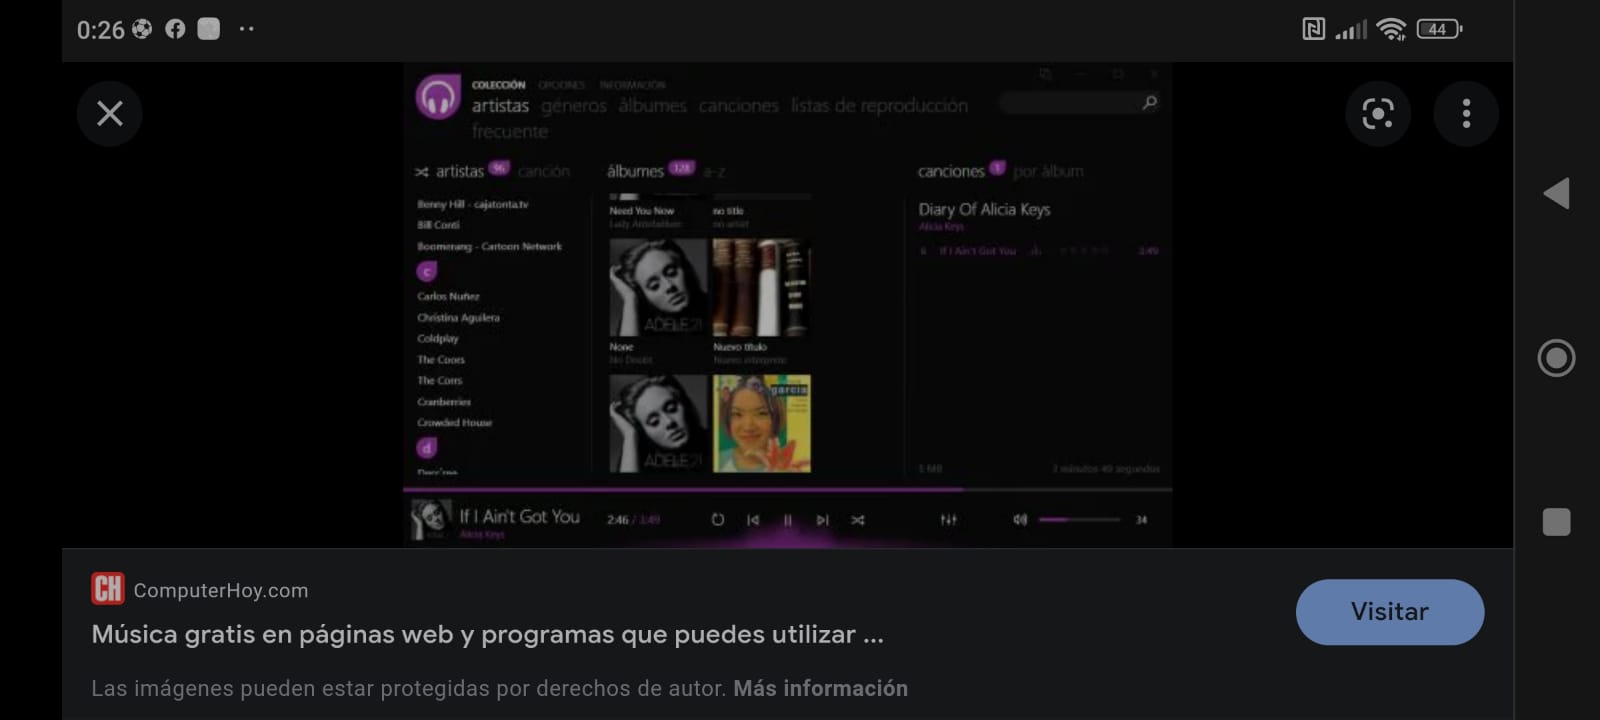 0:26
44
COLECCIÓN OPCIONES INFORMACIÓN
artistas géneros álbumes canciones listas de reproducción
frecuente
artistas 96 canción
álbumes 128 a-z
canciones 1 por álbum
Benny Hill - cajatonta.tv
Bill Conti
Boomerang - Cartoon Network
c
Carlos Nuñez
Christina Aguilera
Coldplay
The Coors
The Corrs
Cranberries
Crowded House
d
Need You Now
Lady Antebellum
no title
no artist
ADELE 21
None
No Doubt
Nuevo título
Nuevo intérprete
ADELE 21
garcia
Diary Of Alicia Keys
Alicia Keys
6 If I Ain't Got You 3:49
5 MB
3 minutos 49 segundos
If I Ain't Got You
Alicia Keys
2:46 / 3:49
34
CH ComputerHoy.com
Música gratis en páginas web y programas que puedes utilizar ...
Visitar
Las imágenes pueden estar protegidas por derechos de autor. Más información